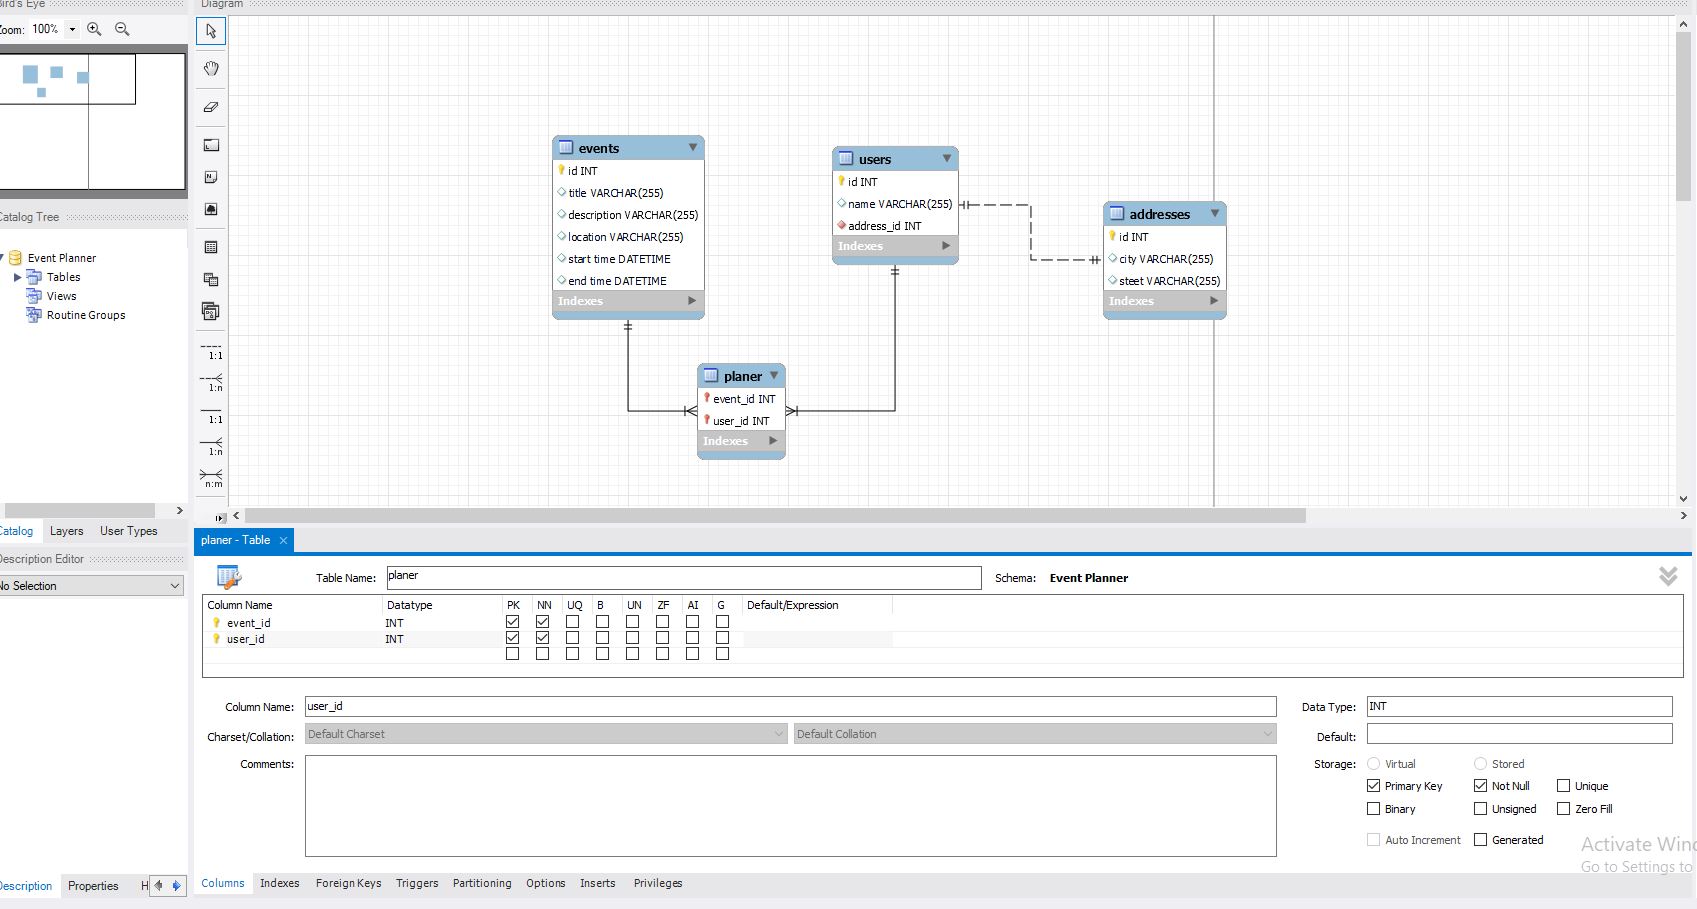 Bird's Eye
Zoom: 100%
Catalog Tree
Event Planner
Tables
Views
Routine Groups
Catalog Layers User Types
Description Editor
No Selection
Description Properties H
Diagram
1:1
1:n
1:1
1:n
n:m
events
id INT
title VARCHAR(255)
description VARCHAR(255)
location VARCHAR(255)
start time DATETIME
end time DATETIME
Indexes
users
id INT
name VARCHAR(255)
address_id INT
Indexes
addresses
id INT
city VARCHAR(255)
steet VARCHAR(255)
Indexes
planer
event_id INT
user_id INT
Indexes
planer - Table
Table Name: planer Schema: Event Planner
Column Name Datatype PK NN UQ B UN ZF AI G Default/Expression
event_id INT
user_id INT
Column Name: user_id Data Type: INT
Charset/Collation: Default Charset Default Collation Default:
Comments: Storage: Virtual Stored
Primary Key Not Null Unique
Binary Unsigned Zero Fill
Auto Increment Generated
Activate Win
Go to Settings to
Columns Indexes Foreign Keys Triggers Partitioning Options Inserts Privileges